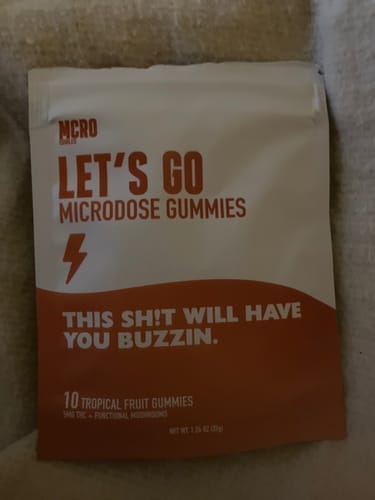 MCRO
EDIBLES
LET'S GO
MICRODOSE GUMMIES
THIS SH!T WILL HAVE
YOU BUZZIN.
10 TROPICAL FRUIT GUMMIES
5MG THC + FUNCTIONAL MUSHROOMS
NET WT. 1.26 OZ (35g)